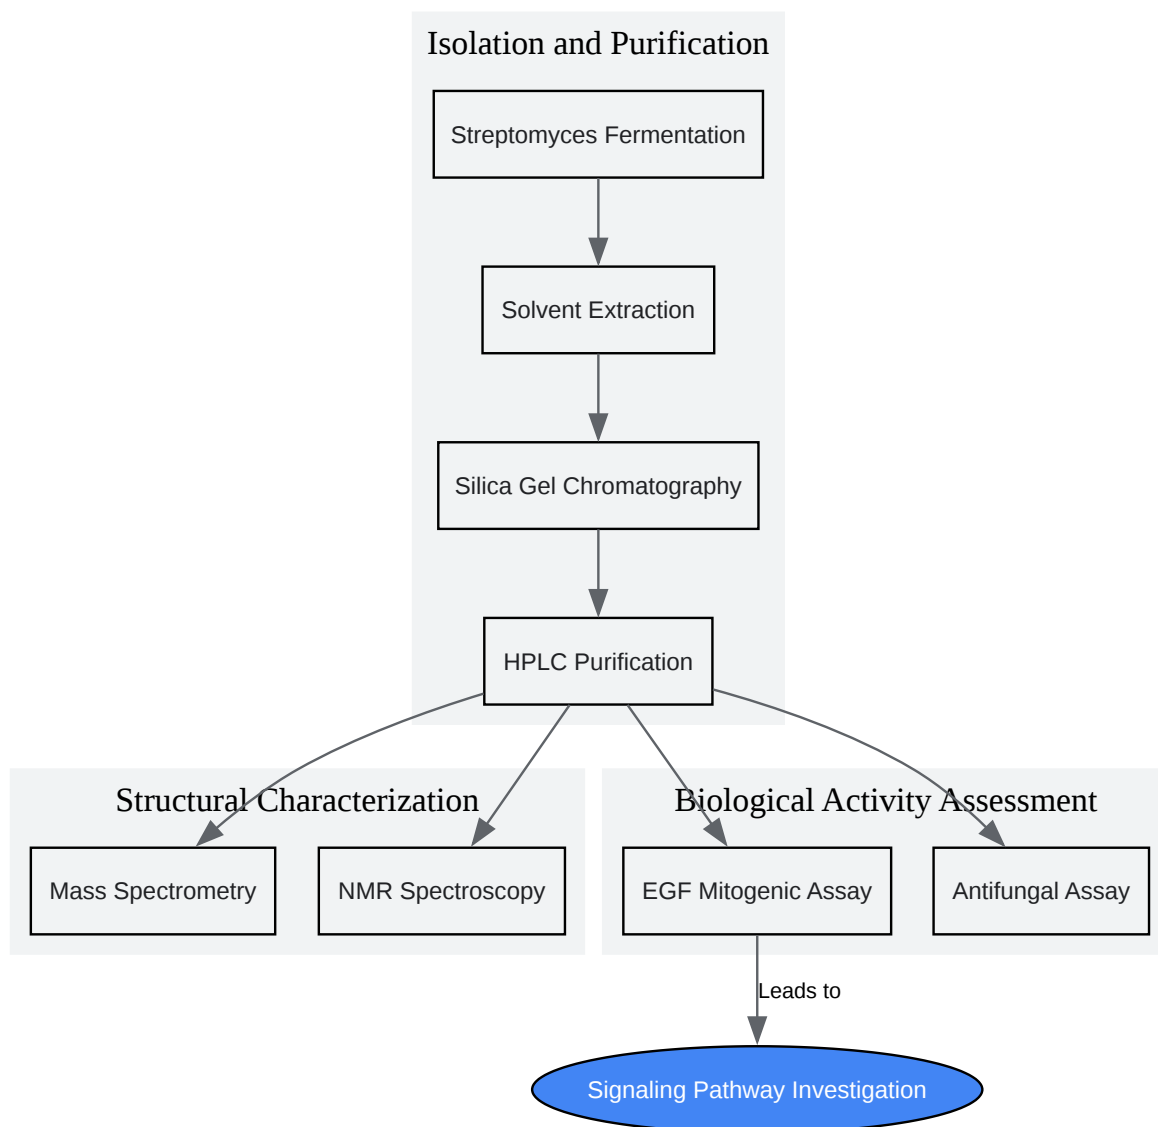 Isolation and Purification
Streptomyces Fermentation
Solvent Extraction
Silica Gel Chromatography
HPLC Purification
Structural Characterization
Biological Activity Assessment
Mass Spectrometry
NMR Spectroscopy
EGF Mitogenic Assay
Antifungal Assay
Leads to
Signaling Pathway Investigation